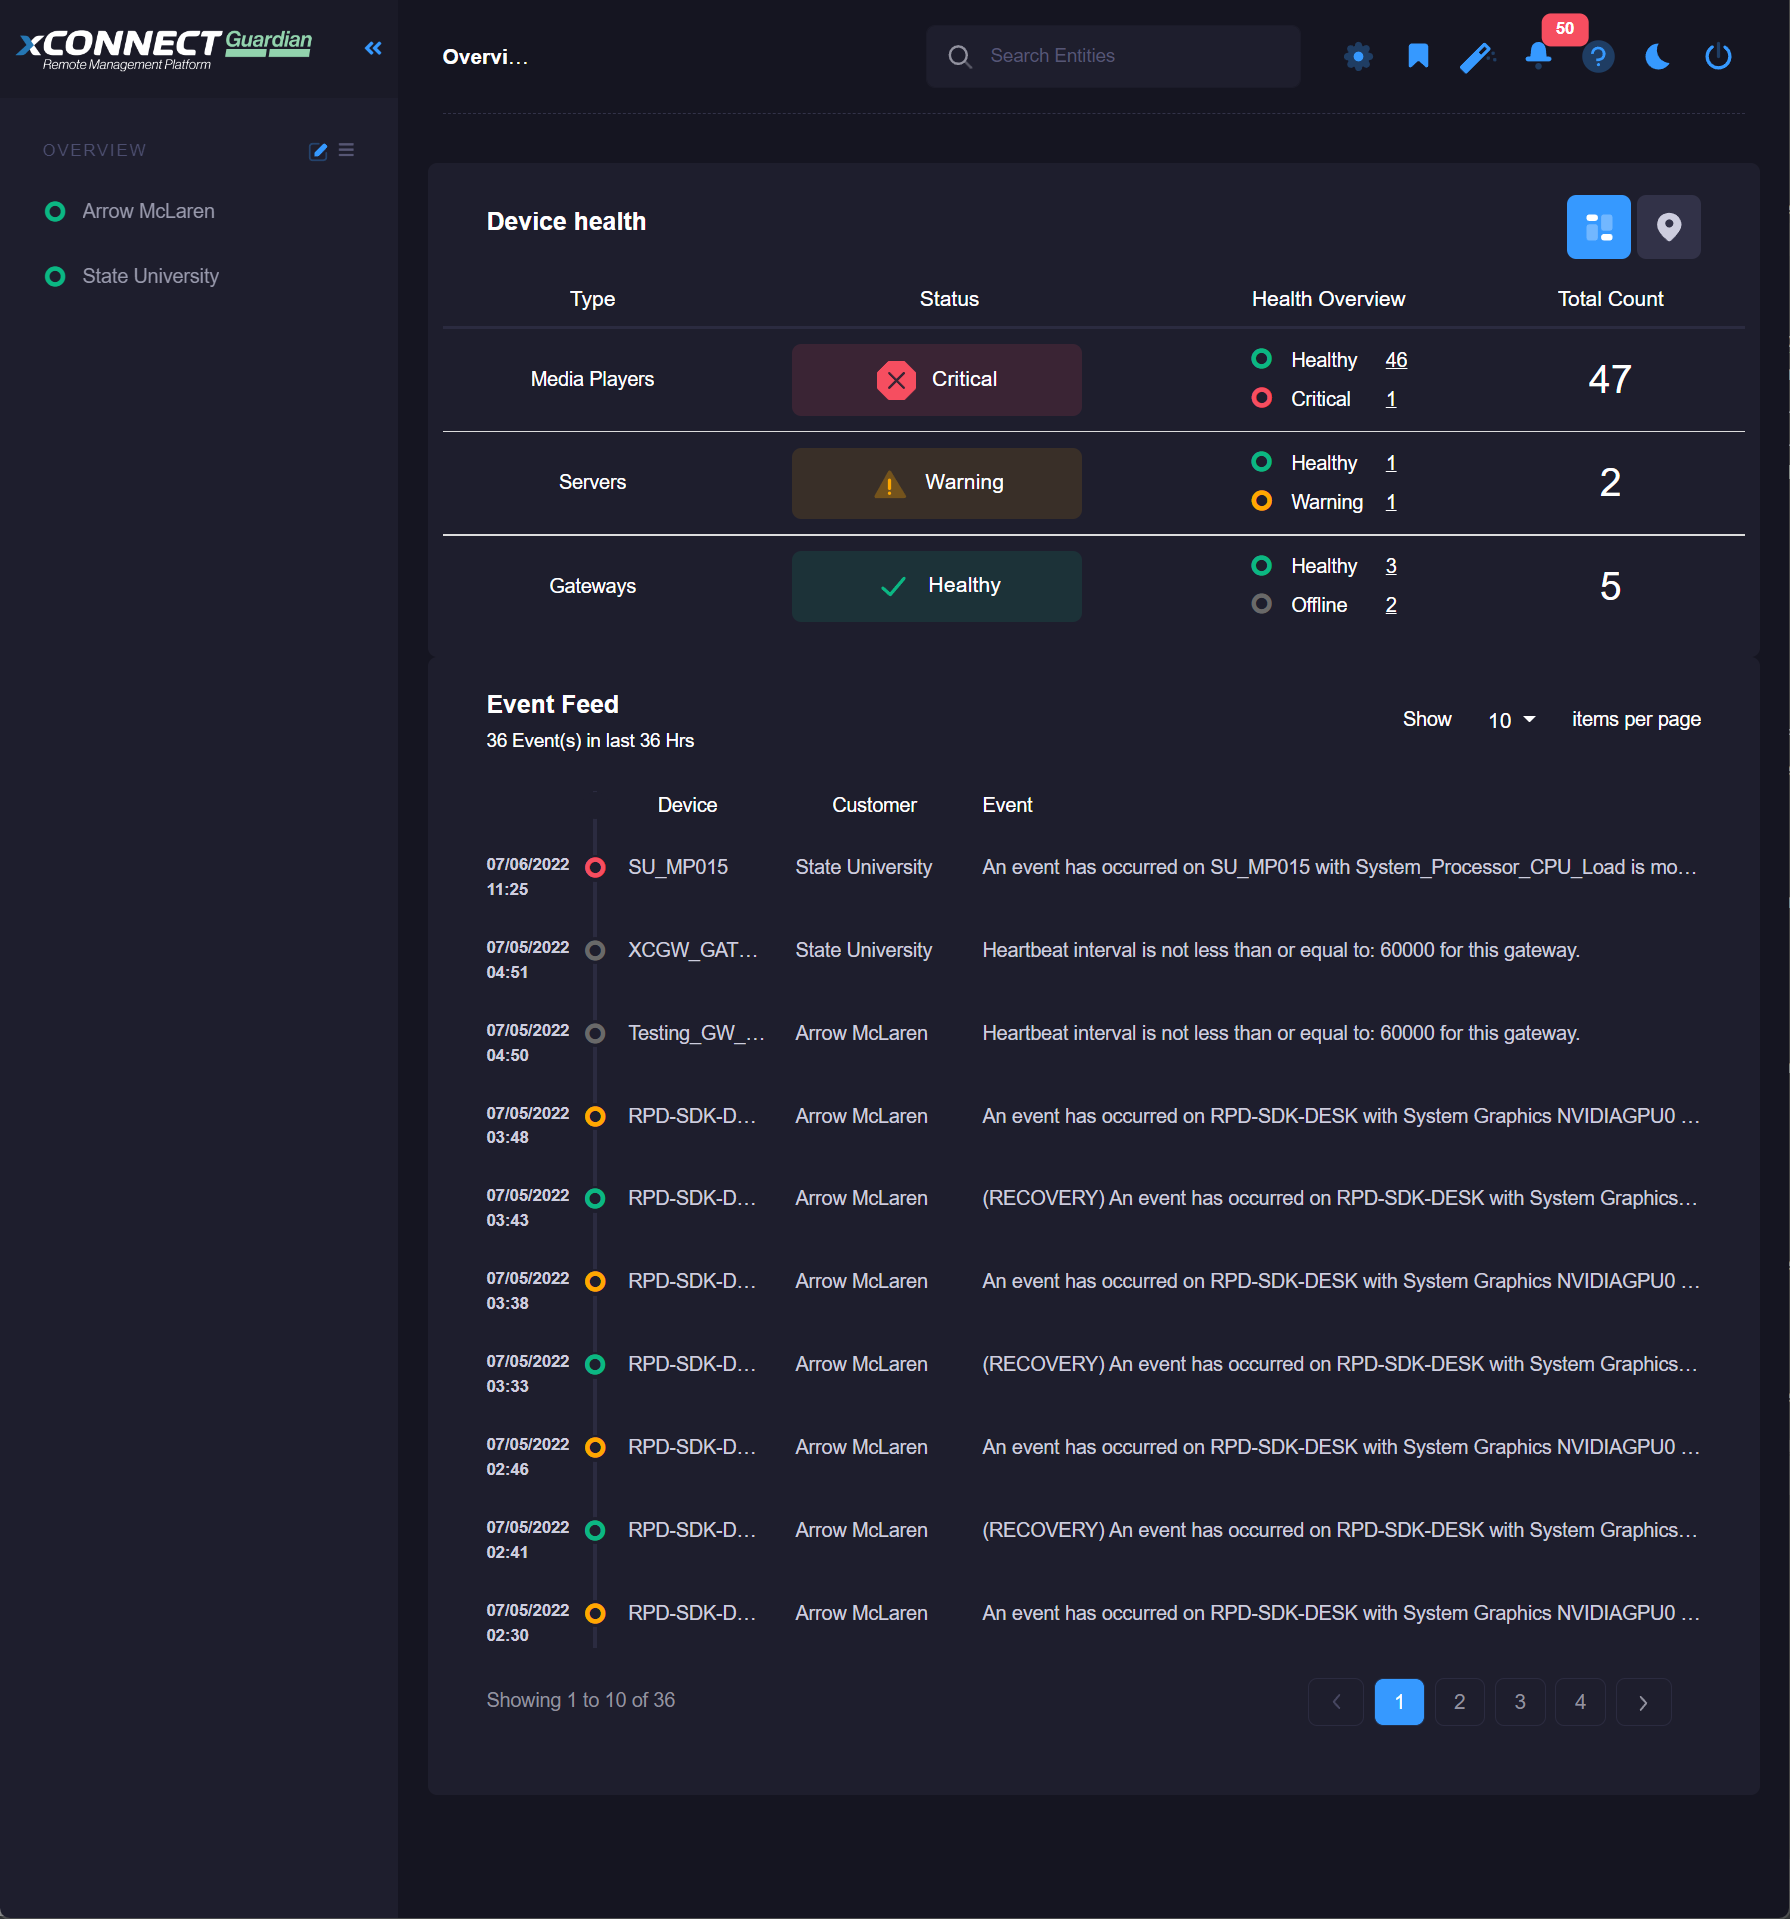 xCONNECT Guardian
Remote Management Platform
Overvi...
Search Entities
50
OVERVIEW
Arrow McLaren
State University
Device health
Type Status Health Overview Total Count
Media Players Critical Healthy 46 47
Critical 1
Servers Warning Healthy 1 2
Warning 1
Gateways Healthy Healthy 3 5
Offline 2
Event Feed
36 Event(s) in last 36 Hrs
Show 10 items per page
Device Customer Event
07/06/2022 SU_MP015 State University An event has occurred on SU_MP015 with System_Processor_CPU_Load is mo...
11:25
07/05/2022 XCGW_GAT... State University Heartbeat interval is not less than or equal to: 60000 for this gateway.
04:51
07/05/2022 Testing_GW_... Arrow McLaren Heartbeat interval is not less than or equal to: 60000 for this gateway.
04:50
07/05/2022 RPD-SDK-D... Arrow McLaren An event has occurred on RPD-SDK-DESK with System Graphics NVIDIAGPU0 ...
03:48
07/05/2022 RPD-SDK-D... Arrow McLaren (RECOVERY) An event has occurred on RPD-SDK-DESK with System Graphics...
03:43
07/05/2022 RPD-SDK-D... Arrow McLaren An event has occurred on RPD-SDK-DESK with System Graphics NVIDIAGPU0 ...
03:38
07/05/2022 RPD-SDK-D... Arrow McLaren (RECOVERY) An event has occurred on RPD-SDK-DESK with System Graphics...
03:33
07/05/2022 RPD-SDK-D... Arrow McLaren An event has occurred on RPD-SDK-DESK with System Graphics NVIDIAGPU0 ...
02:46
07/05/2022 RPD-SDK-D... Arrow McLaren (RECOVERY) An event has occurred on RPD-SDK-DESK with System Graphics...
02:41
07/05/2022 RPD-SDK-D... Arrow McLaren An event has occurred on RPD-SDK-DESK with System Graphics NVIDIAGPU0 ...
02:30
Showing 1 to 10 of 36
1 2 3 4